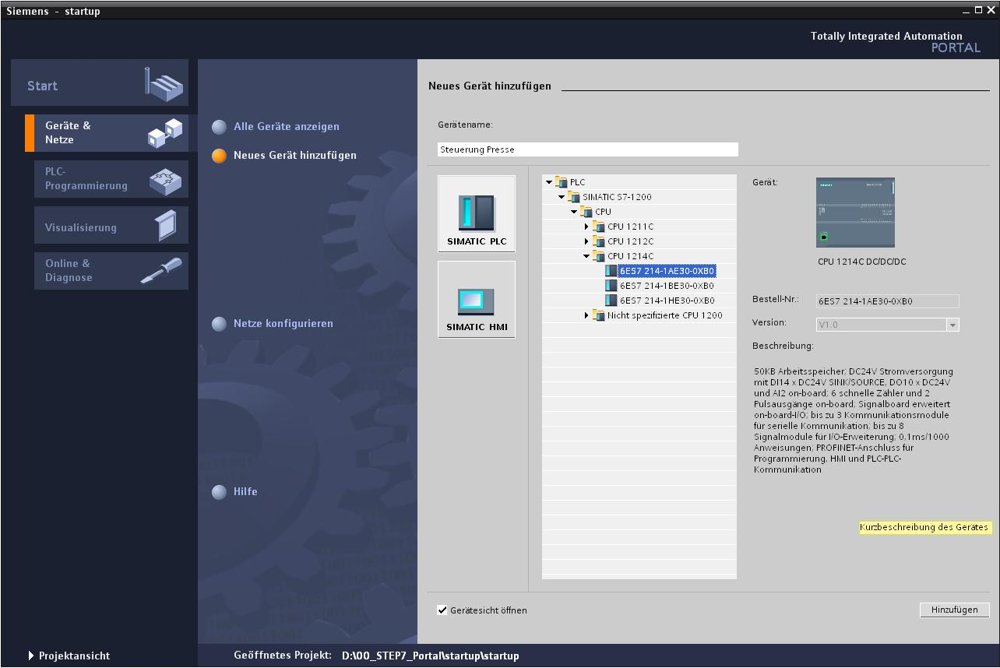 Siemens - startup
Totally Integrated Automation
PORTAL
Start
Geräte &
Netze
PLC-
Programmierung
Visualisierung
Online &
Diagnose
Alle Geräte anzeigen
Neues Gerät hinzufügen
Netze konfigurieren
Hilfe
Neues Gerät hinzufügen
Gerätename:
Steuerung Presse
SIMATIC PLC
SIMATIC HMI
PLC
SIMATIC S7-1200
CPU
CPU 1211C
CPU 1212C
CPU 1214C
6ES7 214-1AE30-0XB0
6ES7 214-1BE30-0XB0
6ES7 214-1HE30-0XB0
Nicht spezifizierte CPU 1200
Gerät:
CPU 1214C DC/DC/DC
Bestell-Nr.:
6ES7 214-1AE30-0XB0
Version:
V1.0
Beschreibung:
50KB Arbeitsspeicher; DC24V Stromversorgung
mit DI14 x DC24V SINK/SOURCE, DO10 x DC24V
und AI2 on-board; 6 schnelle Zähler und 2
Pulsausgänge on-board; Signalboard erweitert
on-board-I/O; bis zu 3 Kommunikationsmodule
für serielle Kommunikation; bis zu 8
Signalmodule für I/O-Erweiterung; 0,1ms/1000
Anweisungen; PROFINET-Anschluss für
Programmierung, HMI und PLC-PLC-
Kommunikation
Kurzbeschreibung des Gerätes
Gerätesicht öffnen
Hinzufügen
Projektansicht
Geöffnetes Projekt: D:\00_STEP7_Portal\startup\startup